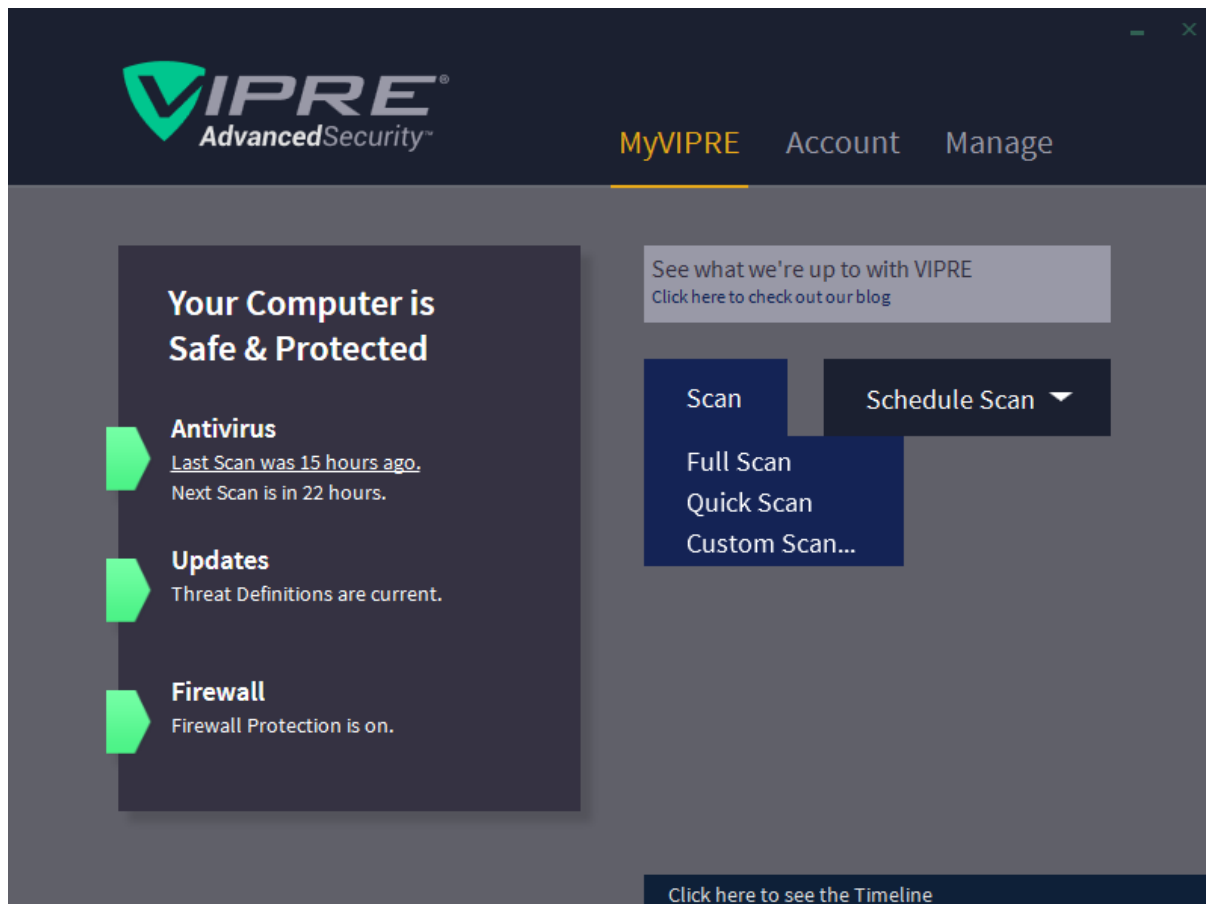 VIPRE®
AdvancedSecurity™
MyVIPRE Account Manage
Your Computer is
Safe & Protected
Antivirus
Last Scan was 15 hours ago.
Next Scan is in 22 hours.
Updates
Threat Definitions are current.
Firewall
Firewall Protection is on.
See what we're up to with VIPRE
Click here to check out our blog
Scan
Schedule Scan
Full Scan
Quick Scan
Custom Scan...
Click here to see the Timeline